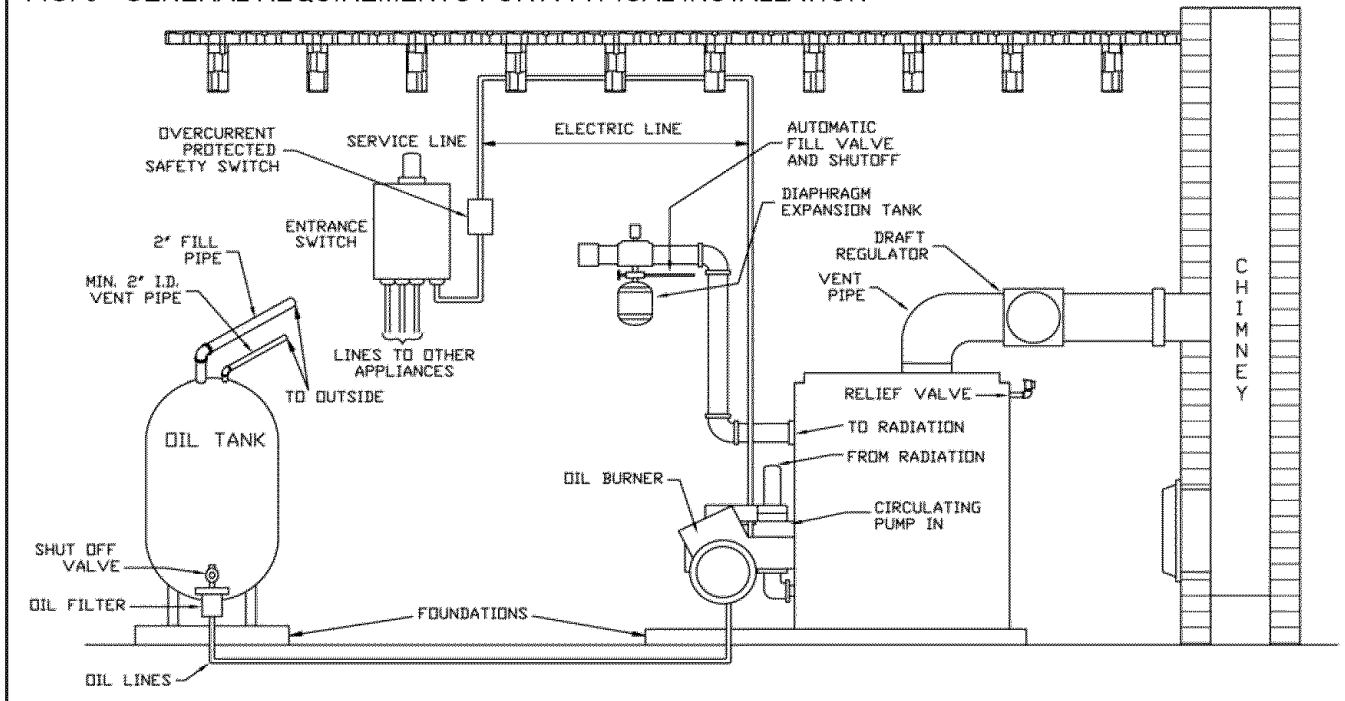 OVERCURRENT
PROTECTED
SAFETY SWITCH
SERVICE LINE
ELECTRIC LINE
AUTOMATIC
FILL VALVE
AND SHUTOFF
DIAPHRAGM
EXPANSION TANK
ENTRANCE
SWITCH
DRAFT
REGULATOR
2" FILL
PIPE
VENT
PIPE
MIN. 2" I.D.
VENT PIPE
CHIMNEY
LINES TO OTHER
APPLIANCES
TO OUTSIDE
RELIEF VALVE
OIL TANK
TO RADIATION
FROM RADIATION
OIL BURNER
CIRCULATING
PUMP IN
SHUT OFF
VALVE
OIL FILTER
FOUNDATIONS
OIL LINES